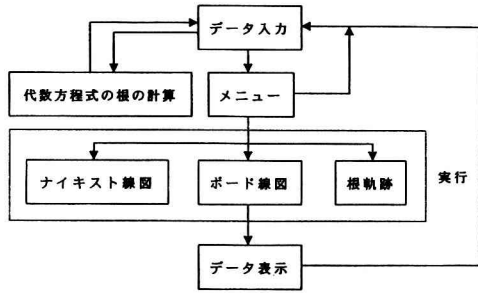 データ入力
代数方程式の根の計算
メニュー
ナイキスト線図
ボード線図
根軌跡
実行
データ表示